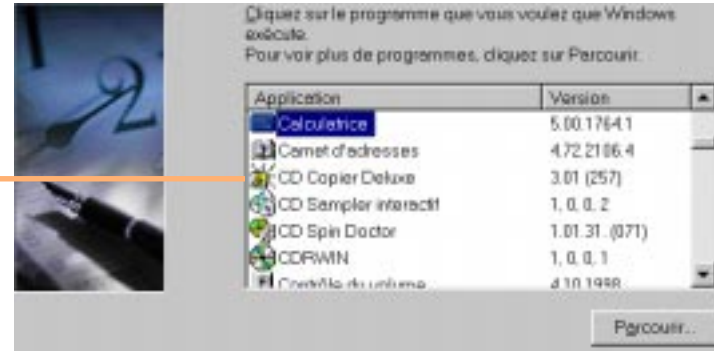 Cliquez sur le programme que vous voulez que Windows
exécute.
Pour voir plus de programmes, cliquez sur Parcourir.
Application Version
Calculatrice 5.00.1764.1
Carnet d'adresses 4.72.2106.4
CD Copier Deluxe 3.01 (257)
CD Sampler interactif 1, 0, 0, 2
CD Spin Doctor 1.01.31. (071)
CDRWIN 1, 0, 0, 1
Contrôle du volume 4.10.1998
Parcourir...